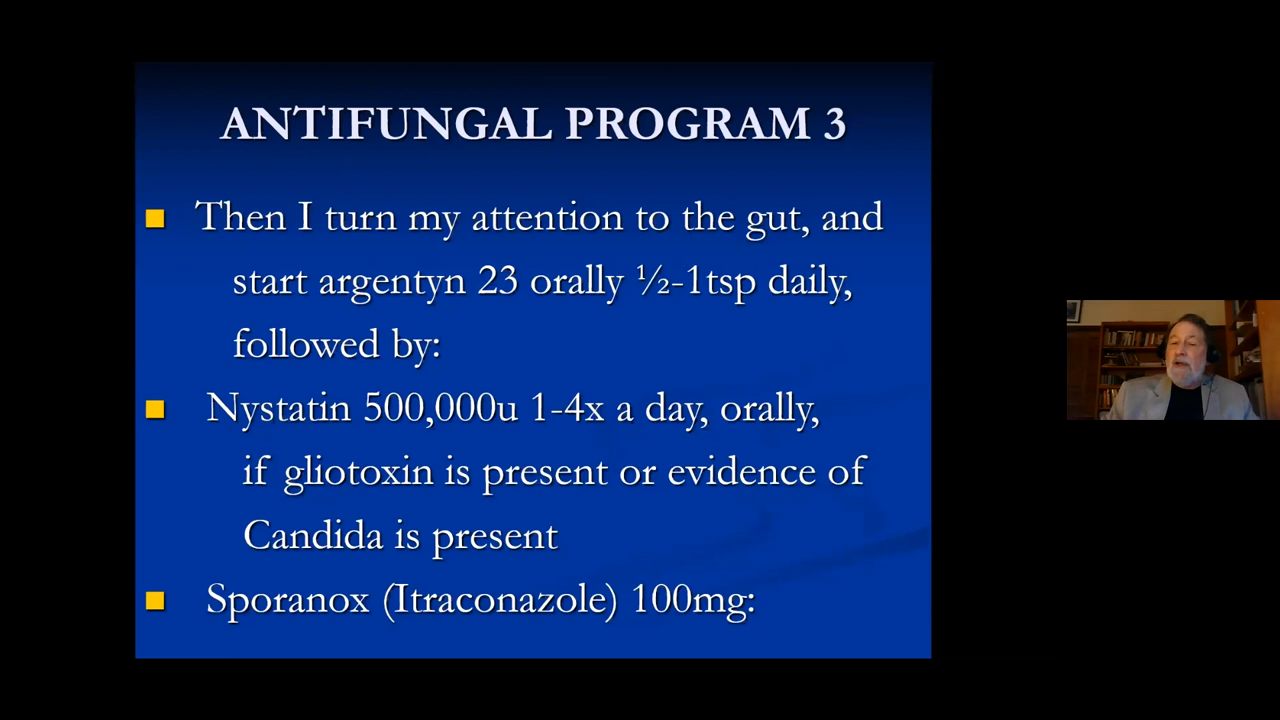 ANTIFUNGAL PROGRAM 3
Then I turn my attention to the gut, and
start argentyn 23 orally ½-1tsp daily,
followed by:
Nystatin 500,000u 1-4x a day, orally,
if gliotoxin is present or evidence of
Candida is present
Sporanox (Itraconazole) 100mg: